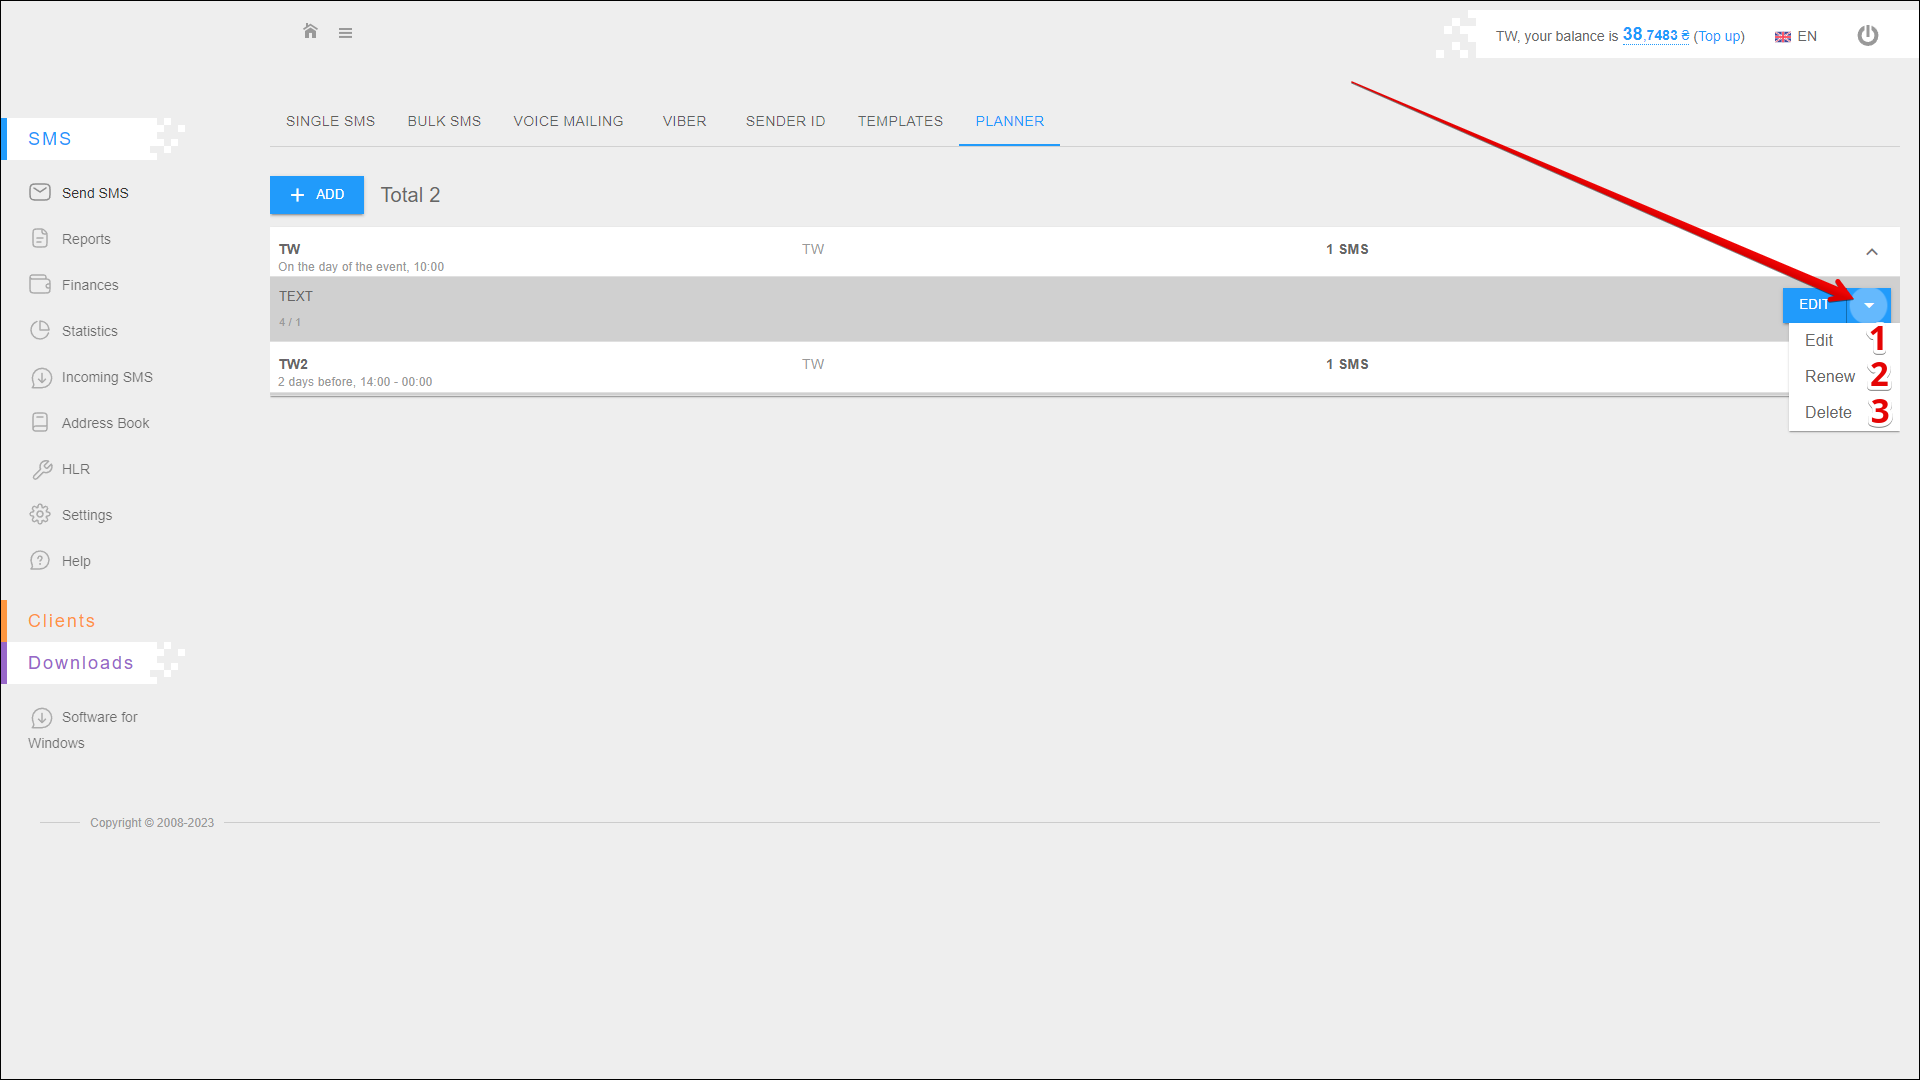 TW, your balance is 38,7483 ₴ (Top up)
EN
SINGLE SMS
BULK SMS
VOICE MAILING
VIBER
SENDER ID
TEMPLATES
PLANNER
SMS
Send SMS
Reports
Finances
Statistics
Incoming SMS
Address Book
HLR
Settings
Help
Clients
Downloads
Software for
Windows
ADD
Total 2
TW
TW
1 SMS
On the day of the event, 10:00
TEXT
4 / 1
EDIT
Edit 1
Renew 2
Delete 3
TW2
TW
1 SMS
2 days before, 14:00 - 00:00
Copyright © 2008-2023